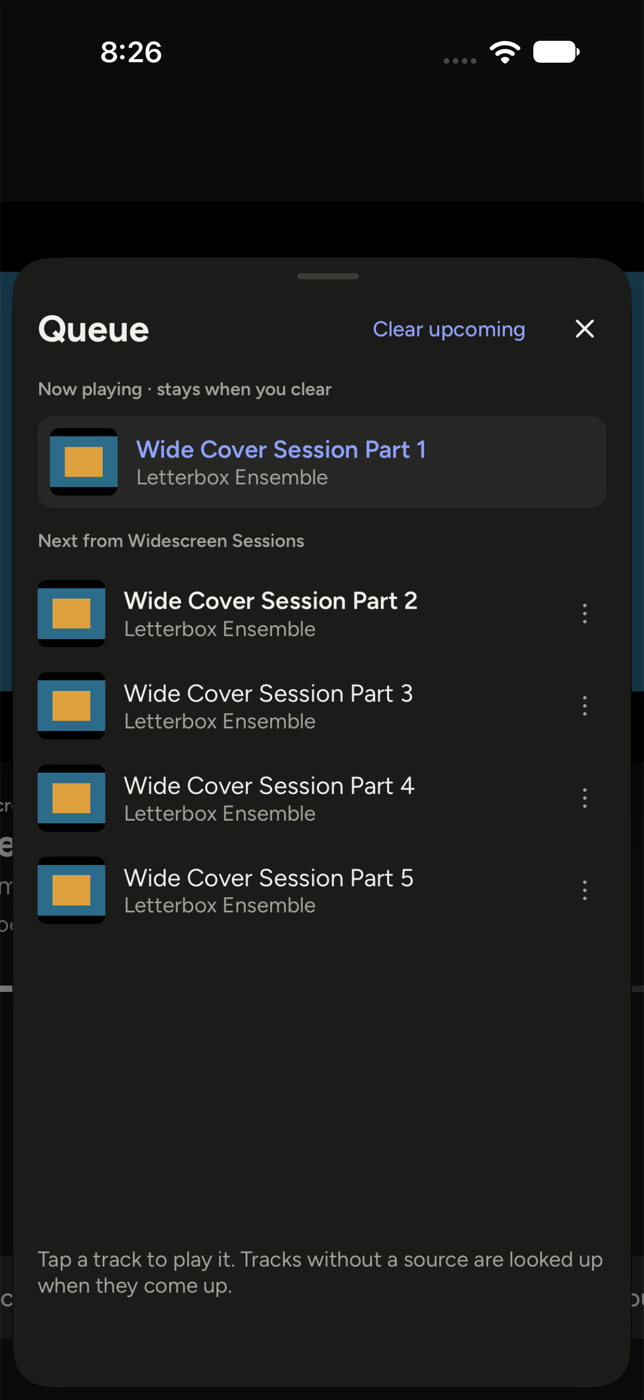 8:26
Queue
Clear upcoming
Now playing · stays when you clear
Wide Cover Session Part 1
Letterbox Ensemble
Next from Widescreen Sessions
Wide Cover Session Part 2
Letterbox Ensemble
Wide Cover Session Part 3
Letterbox Ensemble
Wide Cover Session Part 4
Letterbox Ensemble
Wide Cover Session Part 5
Letterbox Ensemble
Tap a track to play it. Tracks without a source are looked up
when they come up.